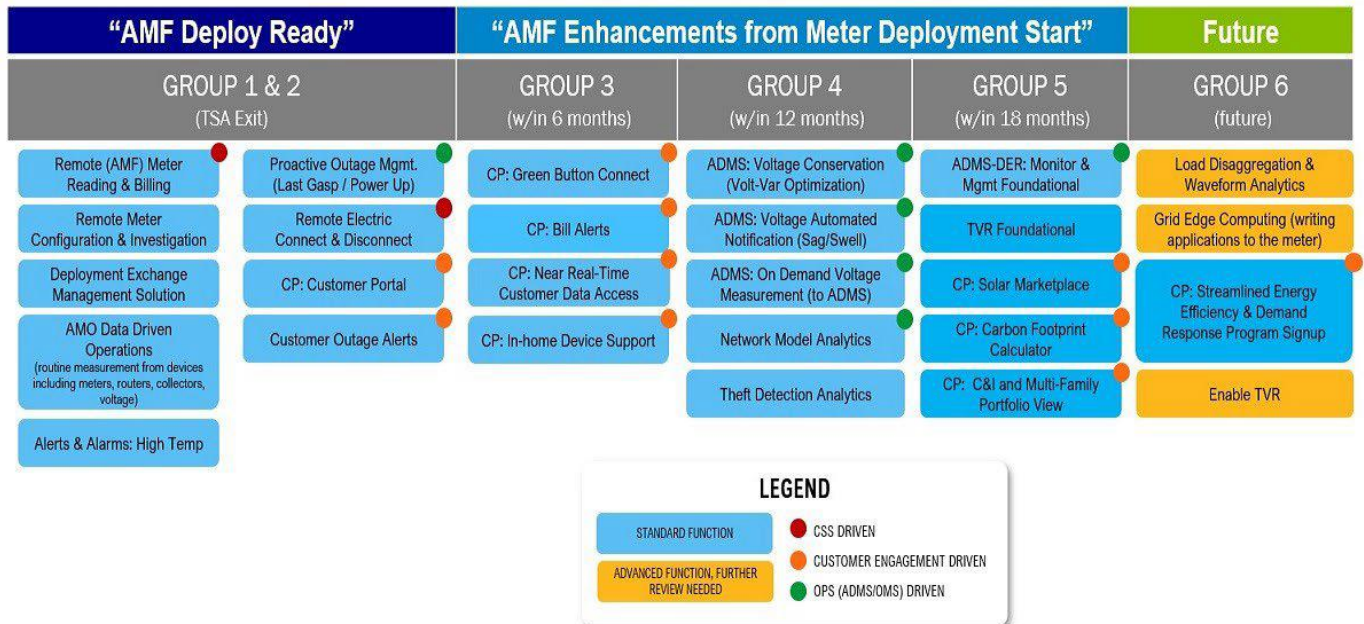 “AMF Deploy Ready”
“AMF Enhancements from Meter Deployment Start”
Future
GROUP 1 & 2
(TSA Exit)
GROUP 3
(w/in 6 months)
GROUP 4
(w/in 12 months)
GROUP 5
(w/in 18 months)
GROUP 6
(future)
Remote (AMF) Meter
Reading & Billing
Remote Meter
Configuration & Investigation
Deployment Exchange
Management Solution
AMO Data Driven
Operations
(routine measurement from devices
including meters, routers, collectors,
voltage)
Alerts & Alarms: High Temp
Proactive Outage Mgmt.
(Last Gasp / Power Up)
Remote Electric
Connect & Disconnect
CP: Customer Portal
Customer Outage Alerts
CP: Green Button Connect
CP: Bill Alerts
CP: Near Real-Time
Customer Data Access
CP: In-home Device Support
ADMS: Voltage Conservation
(Volt-Var Optimization)
ADMS: Voltage Automated
Notification (Sag/Swell)
ADMS: On Demand Voltage
Measurement (to ADMS)
Network Model Analytics
Theft Detection Analytics
ADMS-DER: Monitor &
Mgmt Foundational
TVR Foundational
CP: Solar Marketplace
CP: Carbon Footprint
Calculator
CP: C&I and Multi-Family
Portfolio View
Load Disaggregation &
Waveform Analytics
Grid Edge Computing (writing
applications to the meter)
CP: Streamlined Energy
Efficiency & Demand
Response Program Signup
Enable TVR
LEGEND
STANDARD FUNCTION
ADVANCED FUNCTION, FURTHER
REVIEW NEEDED
CSS DRIVEN
CUSTOMER ENGAGEMENT DRIVEN
OPS (ADMS/OMS) DRIVEN